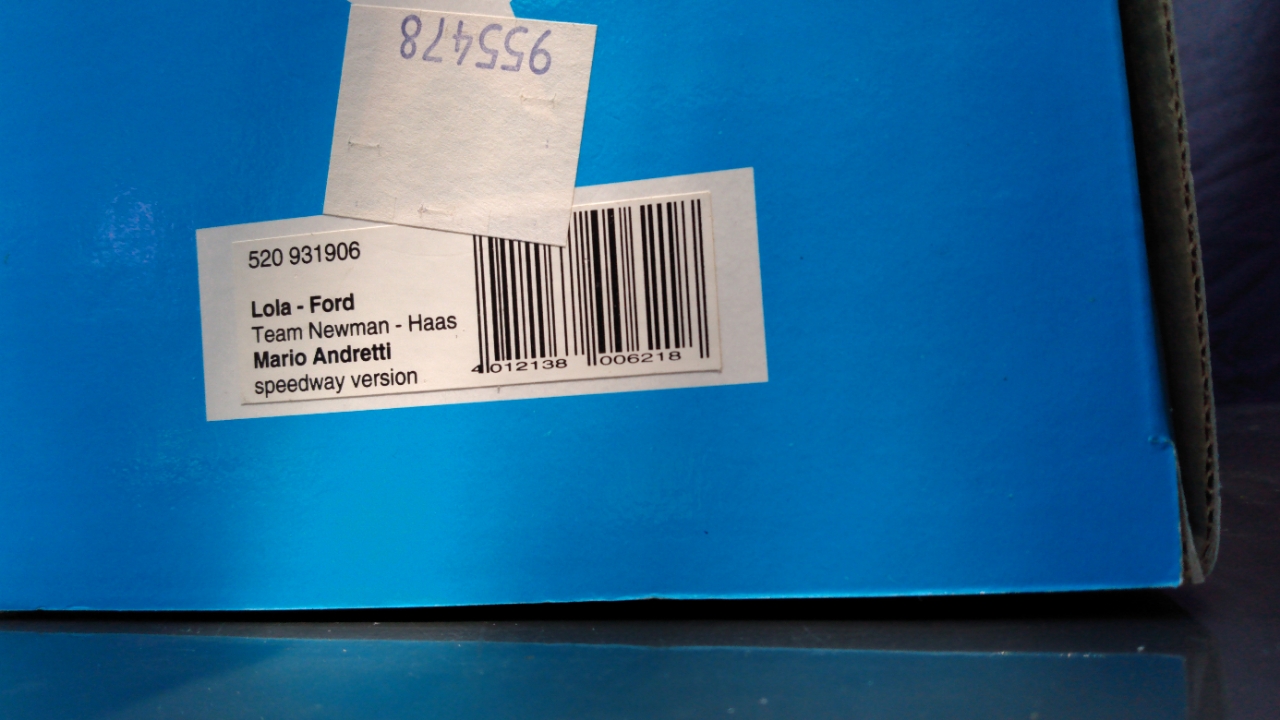 955478
520 931906
Lola - Ford
Team Newman - Haas
Mario Andretti
speedway version
4 012138 006218